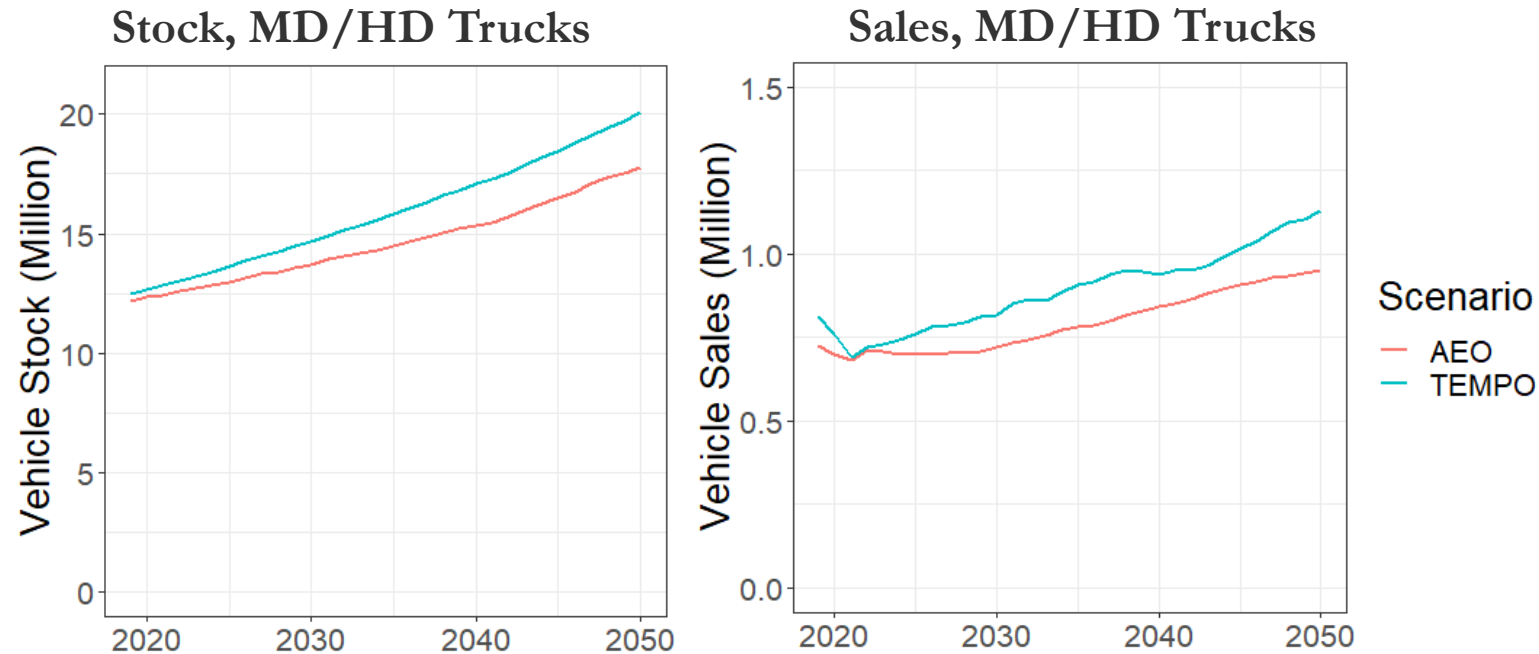 Stock, MD/HD Trucks
Vehicle Stock (Million)
20
15
10
5
0
2020 2030 2040 2050
Sales, MD/HD Trucks
Vehicle Sales (Million)
1.5
1.0
0.5
0.0
2020 2030 2040 2050
Scenario
AEO
TEMPO